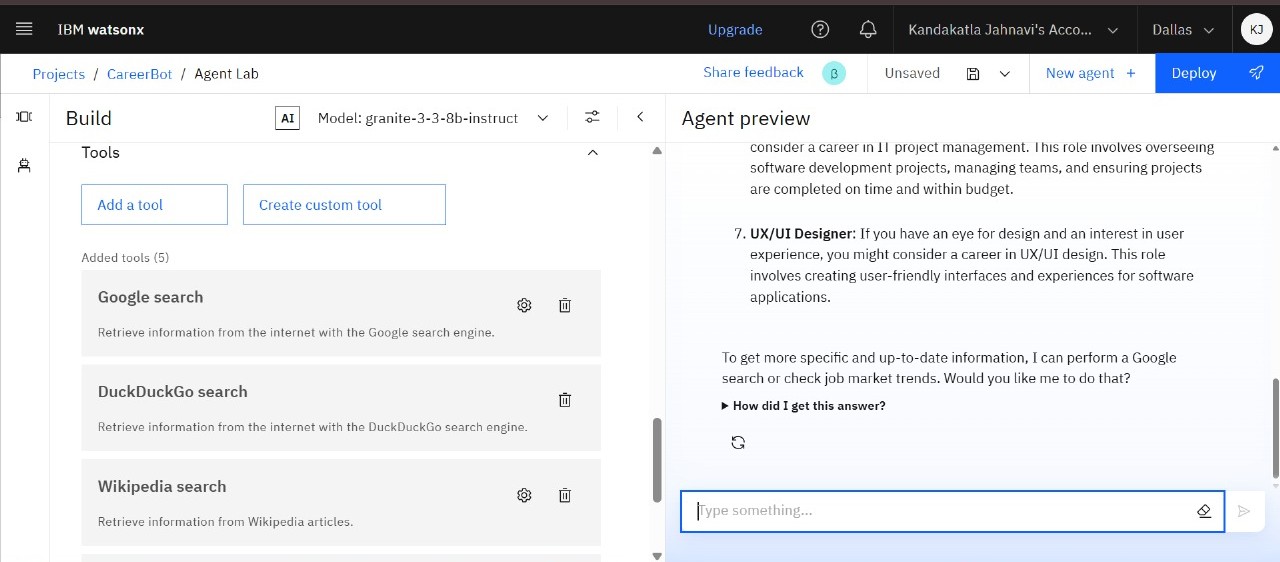 IBM watsonx
Upgrade
Kandakatla Jahnavi's Acco...
Dallas
KJ
Projects / CareerBot / Agent Lab
Share feedback
β
Unsaved
New agent +
Deploy
Build
AI
Model: granite-3-3-8b-instruct
Agent preview
Tools
Add a tool
Create custom tool
Added tools (5)
Google search
Retrieve information from the internet with the Google search engine.
DuckDuckGo search
Retrieve information from the internet with the DuckDuckGo search engine.
Wikipedia search
Retrieve information from Wikipedia articles.
consider a career in IT project management. This role involves overseeing
software development projects, managing teams, and ensuring projects
are completed on time and within budget.
7. UX/UI Designer: If you have an eye for design and an interest in user
experience, you might consider a career in UX/UI design. This role
involves creating user-friendly interfaces and experiences for software
applications.
To get more specific and up-to-date information, I can perform a Google
search or check job market trends. Would you like me to do that?
How did I get this answer?
Type something...